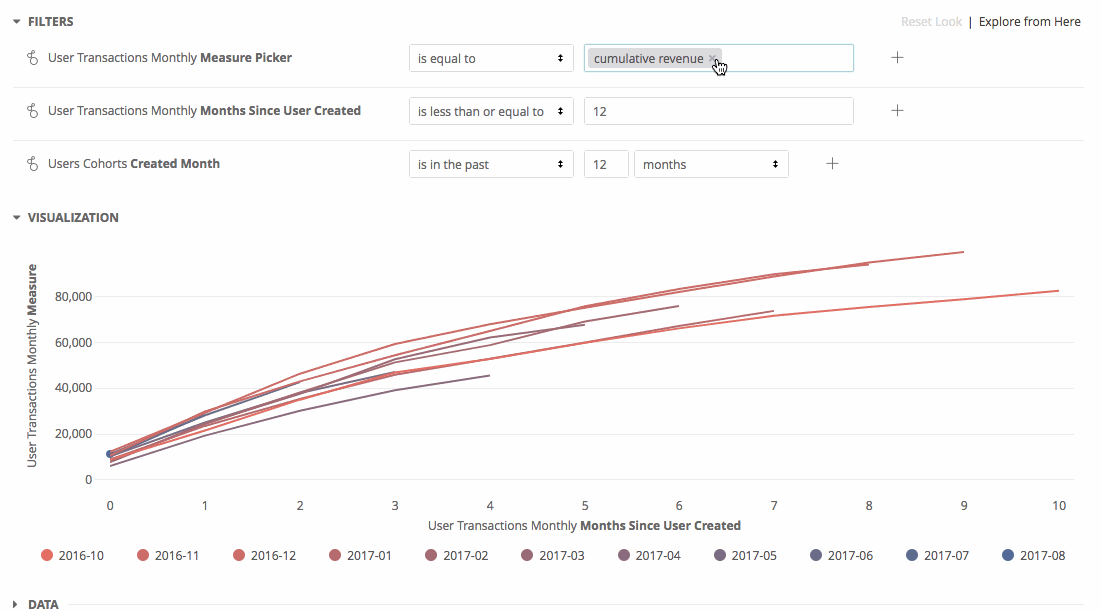 FILTERS
Reset Look | Explore from Here
User Transactions Monthly Measure Picker is equal to cumulative revenue ×
User Transactions Monthly Months Since User Created is less than or equal to 12
Users Cohorts Created Month is in the past 12 months
VISUALIZATION
User Transactions Monthly Measure
80,000
60,000
40,000
20,000
0
0 1 2 3 4 5 6 7 8 9 10
User Transactions Monthly Months Since User Created
2016-10 2016-11 2016-12 2017-01 2017-02 2017-03 2017-04 2017-05 2017-06 2017-07 2017-08
DATA